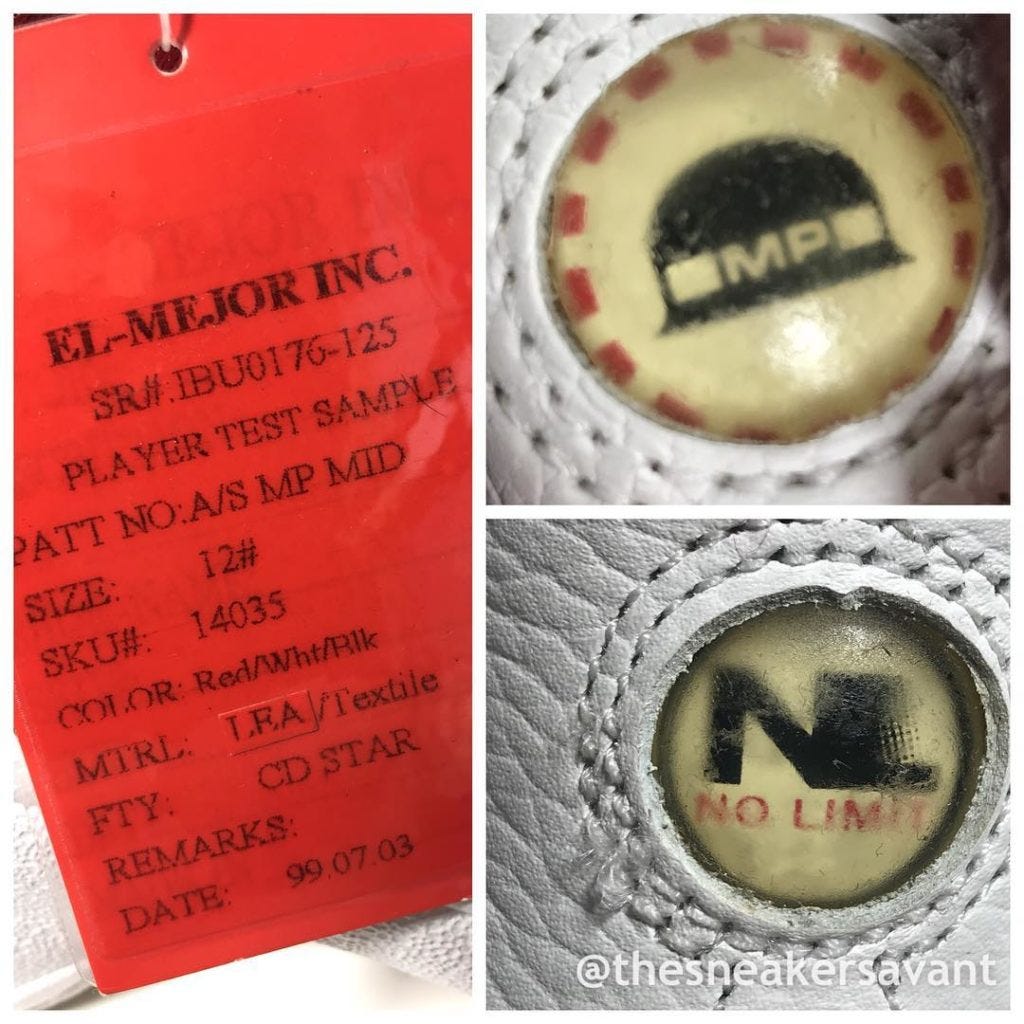 EL-MEJOR INC.
SR#:IBU0176-125
PLAYER TEST SAMPLE
PATT NO:A/S MP MID
SIZE: 12#
SKU#: 14035
COLOR: Red/Wht/Blk
MTRL: LEA/Textile
FTY: CD STAR
REMARKS:
DATE: 99.07.03
MP
NL
NO LIMIT
@thesneakersavant